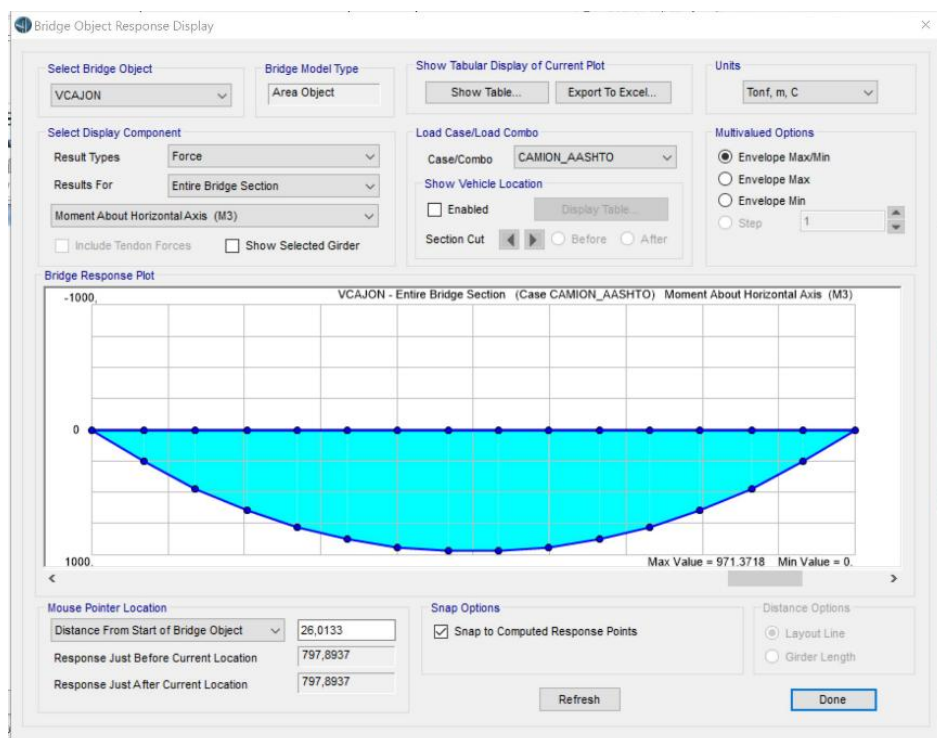 Bridge Object Response Display
Select Bridge Object
VCAJON
Bridge Model Type
Area Object
Show Tabular Display of Current Plot
Show Table...
Export To Excel...
Units
Tonf, m, C
Select Display Component
Result Types
Force
Results For
Entire Bridge Section
Moment About Horizontal Axis (M3)
Include Tendon Forces
Show Selected Girder
Load Case/Load Combo
Case/Combo
CAMION_AASHTO
Show Vehicle Location
Enabled
Display Table...
Section Cut
Before
After
Multivalued Options
Envelope Max/Min
Envelope Max
Envelope Min
Step
1
Bridge Response Plot
-1000,
VCAJON - Entire Bridge Section (Case CAMION_AASHTO) Moment About Horizontal Axis (M3)
0
1000.
Max Value = 971.3718 Min Value = 0.
Mouse Pointer Location
Distance From Start of Bridge Object
26,0133
Response Just Before Current Location
797,8937
Response Just After Current Location
797,8937
Snap Options
Snap to Computed Response Points
Distance Options
Layout Line
Girder Length
Refresh
Done